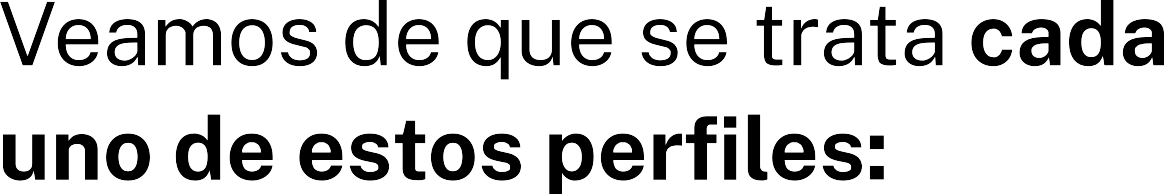 Veamos de que se trata cada
uno de estos perfiles: